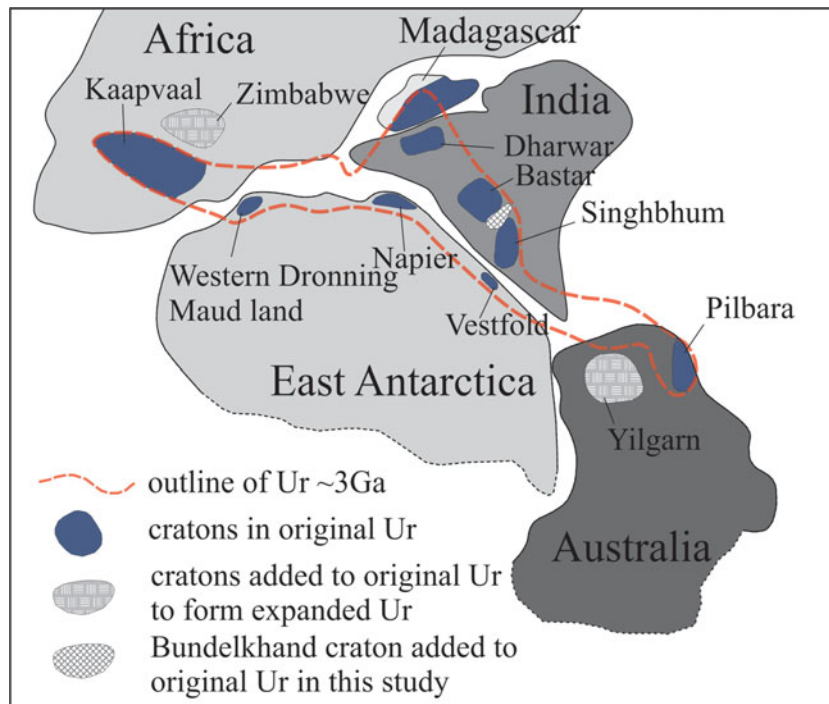 Africa
Madagascar
Kaapvaal
Zimbabwe
India
Dharwar
Bastar
Singhbhum
Napier
Western Dronning
Maud land
Vestfold
Pilbara
East Antarctica
Yilgarn
Australia
outline of Ur ~3Ga
cratons in original Ur
cratons added to original Ur
to form expanded Ur
Bundelkhand craton added to
original Ur in this study